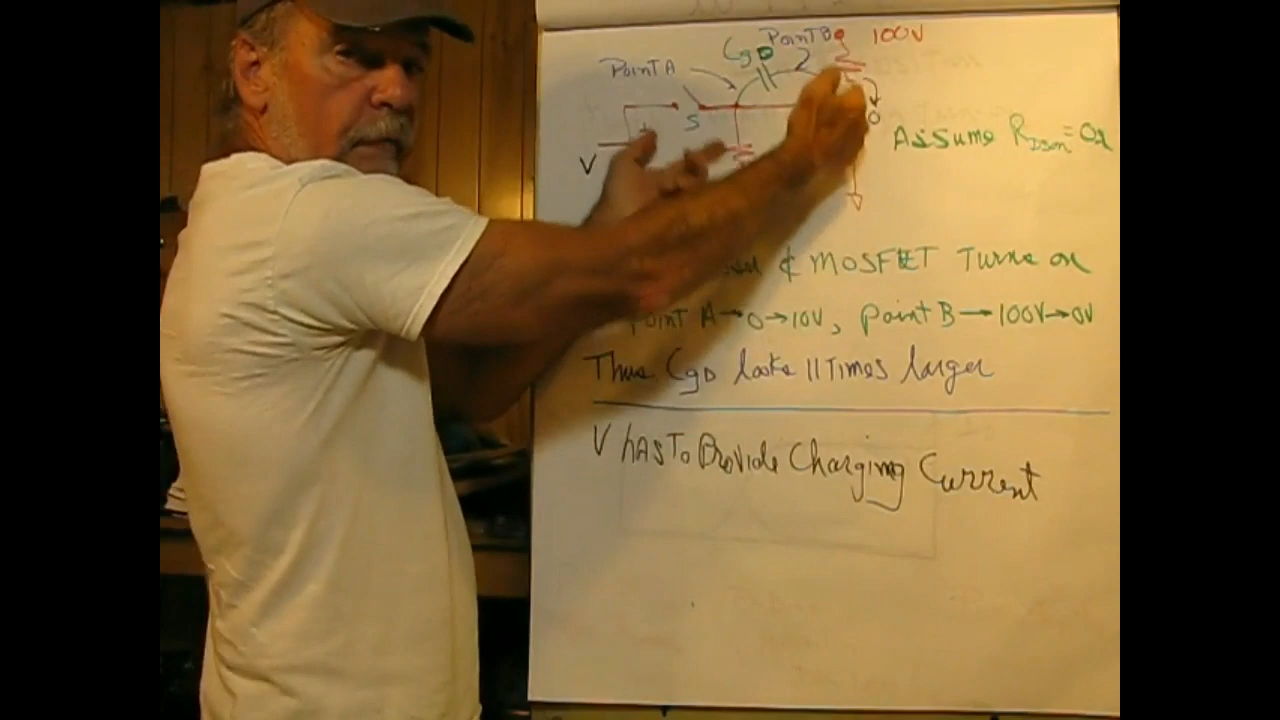 Point B 100V
CgD
Point A
S
V
Assume RDSon = 0Ω
& MOSFET Turns on
Point A → 0 → 10V, Point B → 100V → 0V
Thus CgD looks 11 Times larger
V has To Provide Charging Current